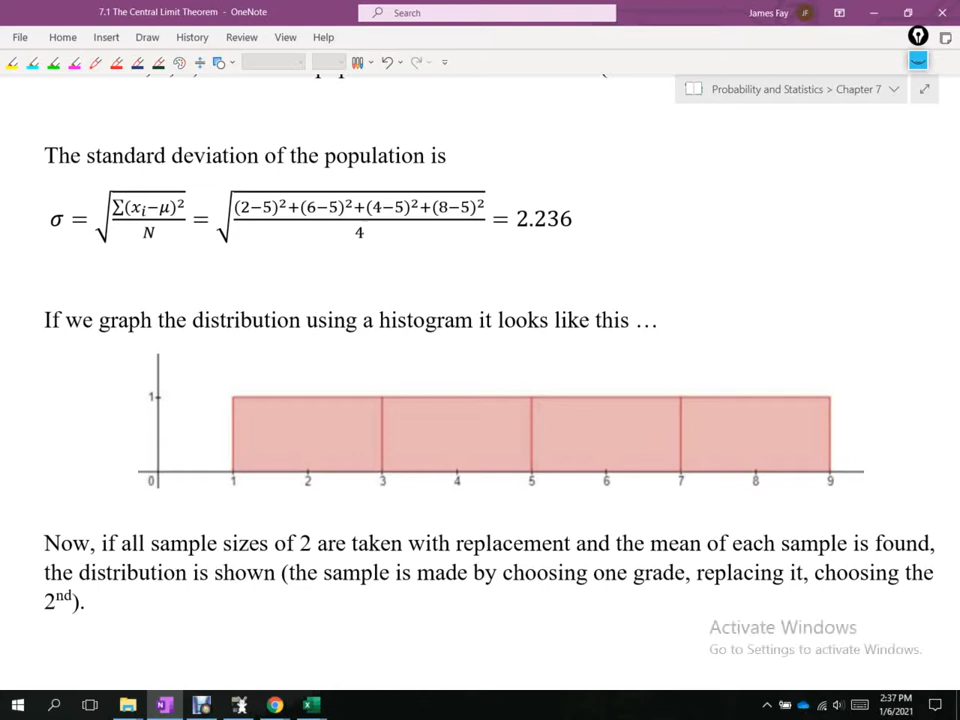 7.1 The Central Limit Theorem - OneNote
Search
James Fay JF
File Home Insert Draw History Review View Help
Probability and Statistics > Chapter 7
The standard deviation of the population is
σ = √(Σ(xᵢ−μ)²/N) = √((2−5)²+(6−5)²+(4−5)²+(8−5)²/4) = 2.236
If we graph the distribution using a histogram it looks like this …
1
0 1 2 3 4 5 6 7 8 9
Now, if all sample sizes of 2 are taken with replacement and the mean of each sample is found,
the distribution is shown (the sample is made by choosing one grade, replacing it, choosing the
2nd).
Activate Windows
Go to Settings to activate Windows.
2:37 PM
1/6/2021